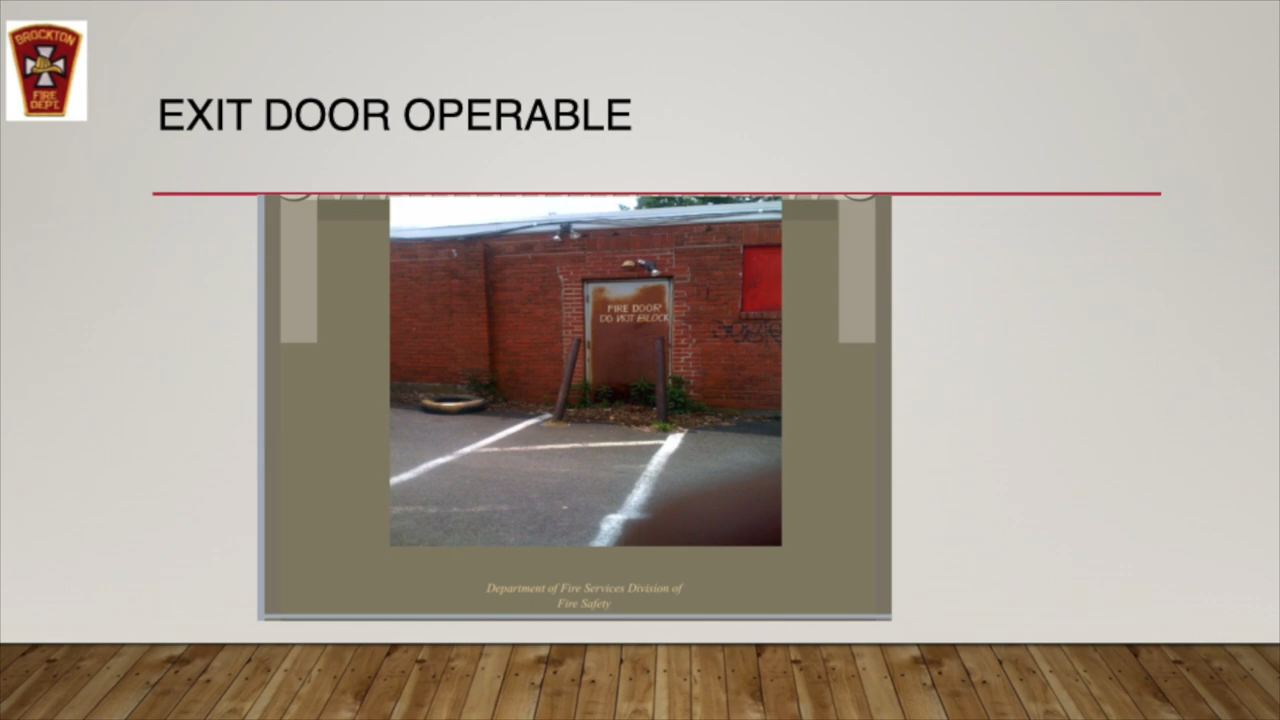 BROCKTON
FIRE
DEPT.
EXIT DOOR OPERABLE
FIRE DOOR
DO NOT BLOCK
Department of Fire Services Division of
Fire Safety